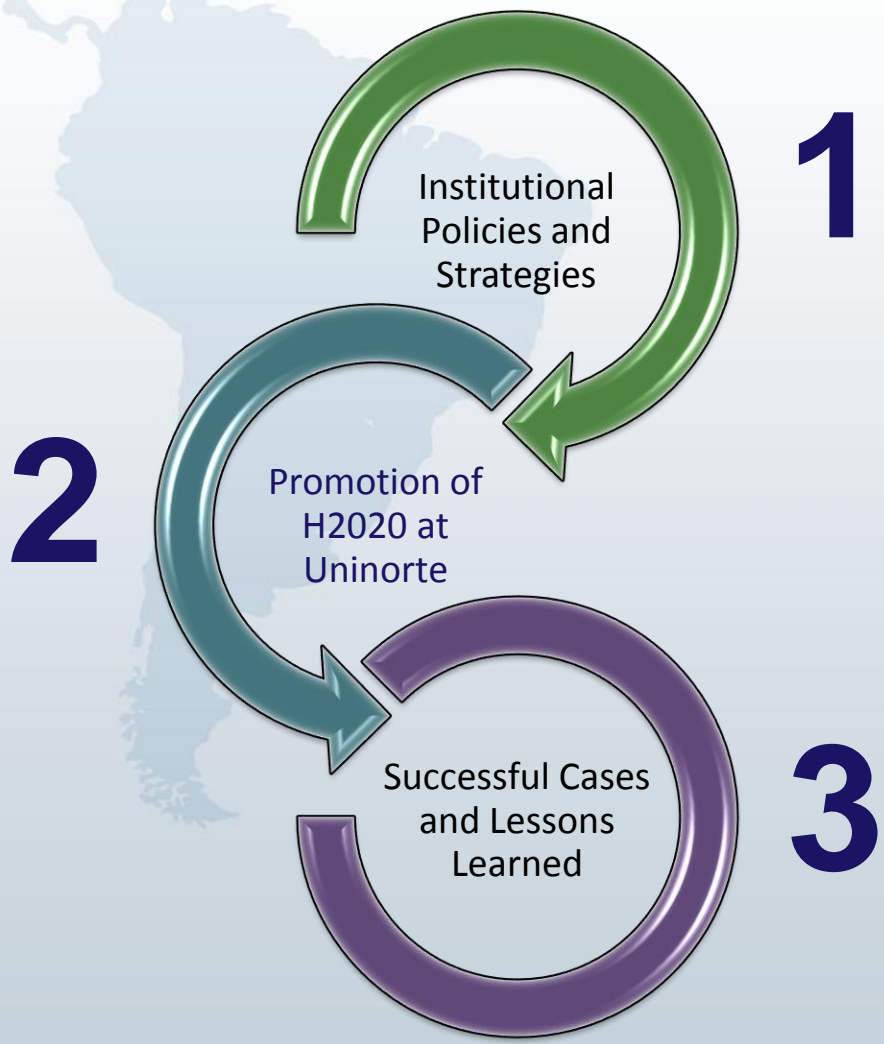 1
Institutional
Policies and
Strategies
2
Promotion of
H2020 at
Uninorte
3
Successful Cases
and Lessons
Learned